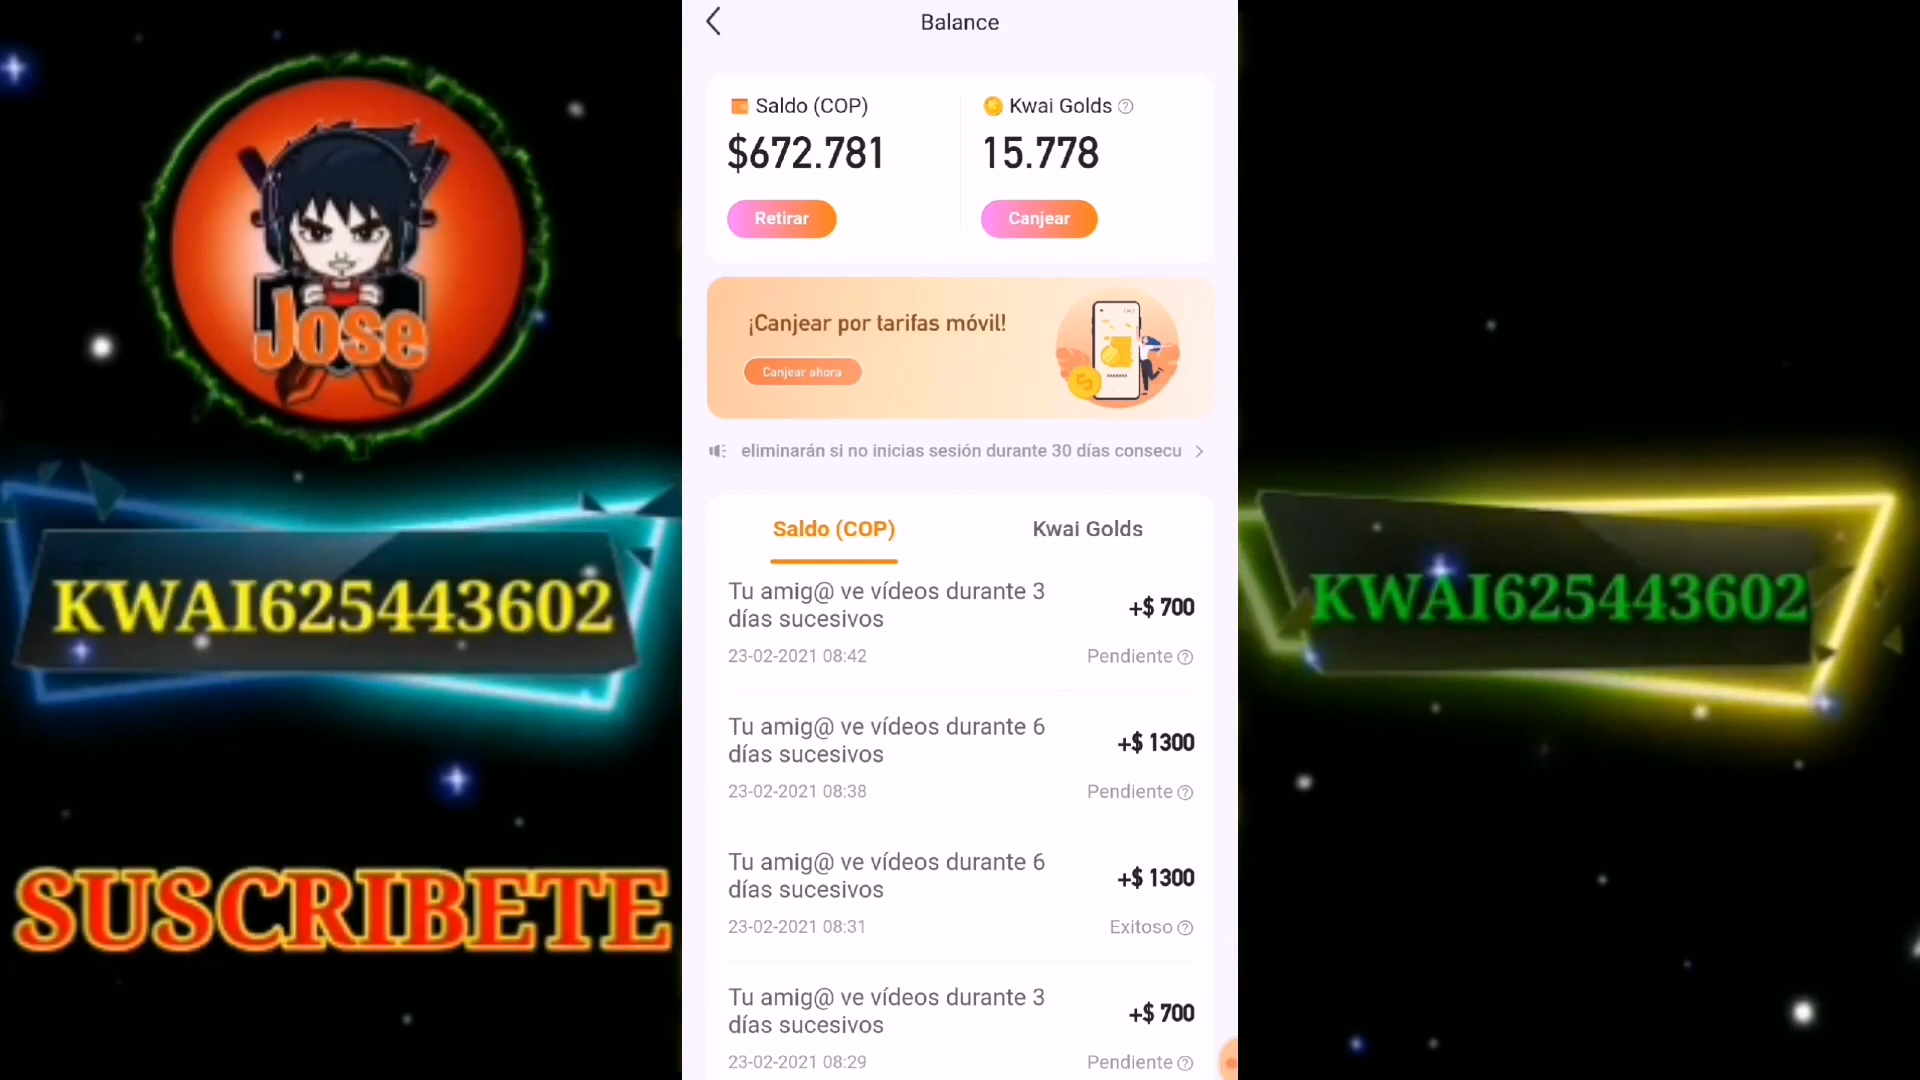 Balance
Saldo (COP)
Kwai Golds
$672.781
15.778
Retirar
Canjear
¡Canjear por tarifas móvil!
Canjear ahora
eliminarán si no inicias sesión durante 30 días consecu
Saldo (COP)
Kwai Golds
Tu amig@ ve vídeos durante 3
días sucesivos
+$ 700
23-02-2021 08:42
Pendiente
Tu amig@ ve vídeos durante 6
días sucesivos
+$ 1300
23-02-2021 08:38
Pendiente
Tu amig@ ve vídeos durante 6
días sucesivos
+$ 1300
23-02-2021 08:31
Exitoso
Tu amig@ ve vídeos durante 3
días sucesivos
+$ 700
23-02-2021 08:29
Pendiente
Jose
KWAI625443602
SUSCRIBETE
KWAI625443602